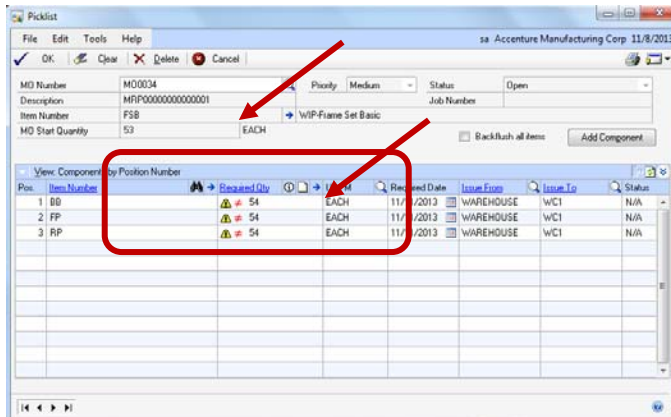 Picklist
File Edit Tools Help sa Accenture Manufacturing Corp 11/8/2013
OK Clear Delete Cancel
MO Number MO0034 Priority Medium Status Open
Description MRP00000000000001 Job Number
Item Number FSB WIP-Frame Set Basic
MO Start Quantity 53 EACH Backflush all items Add Component
View: Components by Position Number
Pos. Item Number Required Qty U of M Required Date Issue From Issue To Status
1 BB 54 EACH 11/ /2013 WAREHOUSE WC1 N/A
2 FP 54 EACH 11/ /2013 WAREHOUSE WC1 N/A
3 RP 54 EACH 11/ /2013 WAREHOUSE WC1 N/A